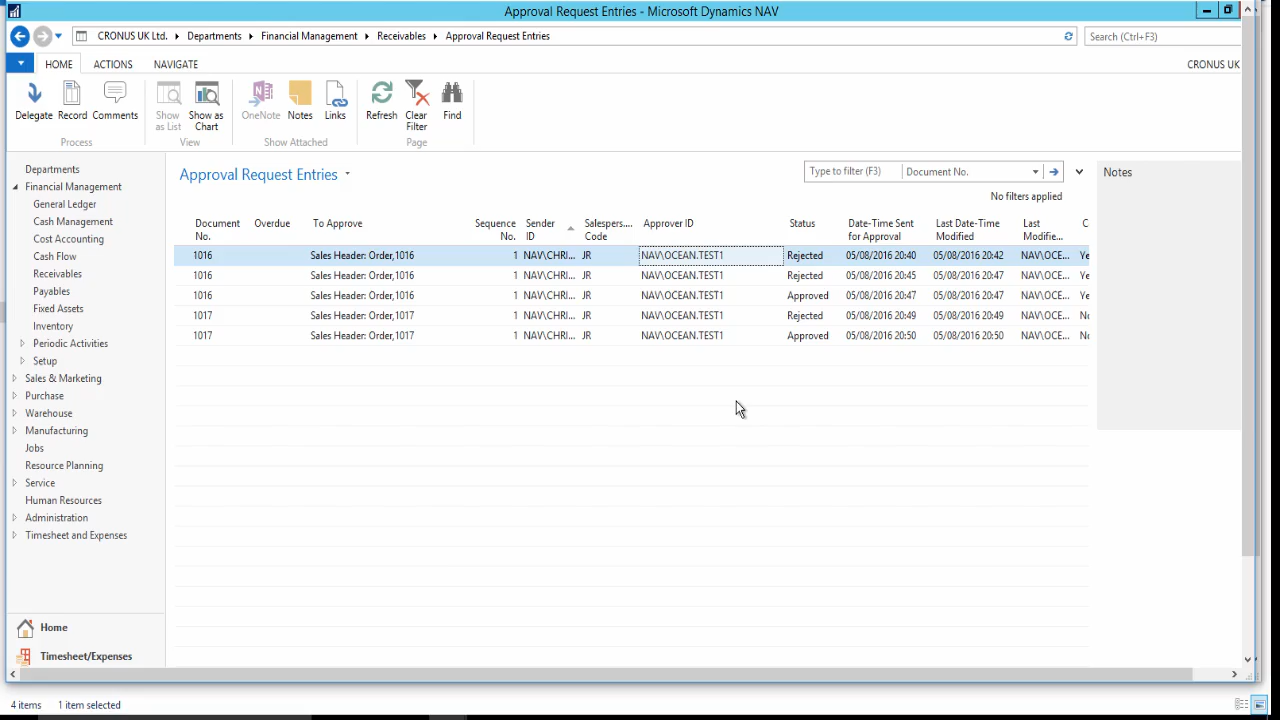 Approval Request Entries - Microsoft Dynamics NAV
CRONUS UK Ltd. Departments Financial Management Receivables Approval Request Entries
Search (Ctrl+F3)
HOME ACTIONS NAVIGATE
CRONUS UK
Delegate Record Comments Show as List Show as Chart OneNote Notes Links Refresh Clear Filter Find
Process View Show Attached Page
Departments
Financial Management
General Ledger
Cash Management
Cost Accounting
Cash Flow
Receivables
Payables
Fixed Assets
Inventory
Periodic Activities
Setup
Sales & Marketing
Purchase
Warehouse
Manufacturing
Jobs
Resource Planning
Service
Human Resources
Administration
Timesheet and Expenses
Home
Timesheet/Expenses
Approval Request Entries
Type to filter (F3) Document No.
No filters applied
Document No. Overdue To Approve Sequence No. Sender ID Salespers.... Code Approver ID Status Date-Time Sent for Approval Last Date-Time Modified Last Modifie... C
1016 Sales Header: Order,1016 1 NAV\CHRI... JR NAV\OCEAN.TEST1 Rejected 05/08/2016 20:40 05/08/2016 20:42 NAV\OCE... Ye
1016 Sales Header: Order,1016 1 NAV\CHRI... JR NAV\OCEAN.TEST1 Rejected 05/08/2016 20:45 05/08/2016 20:47 NAV\OCE... Ye
1016 Sales Header: Order,1016 1 NAV\CHRI... JR NAV\OCEAN.TEST1 Approved 05/08/2016 20:47 05/08/2016 20:47 NAV\OCE... Ye
1017 Sales Header: Order,1017 1 NAV\CHRI... JR NAV\OCEAN.TEST1 Rejected 05/08/2016 20:49 05/08/2016 20:49 NAV\OCE... No
1017 Sales Header: Order,1017 1 NAV\CHRI... JR NAV\OCEAN.TEST1 Approved 05/08/2016 20:50 05/08/2016 20:50 NAV\OCE... No
Notes
4 items 1 item selected